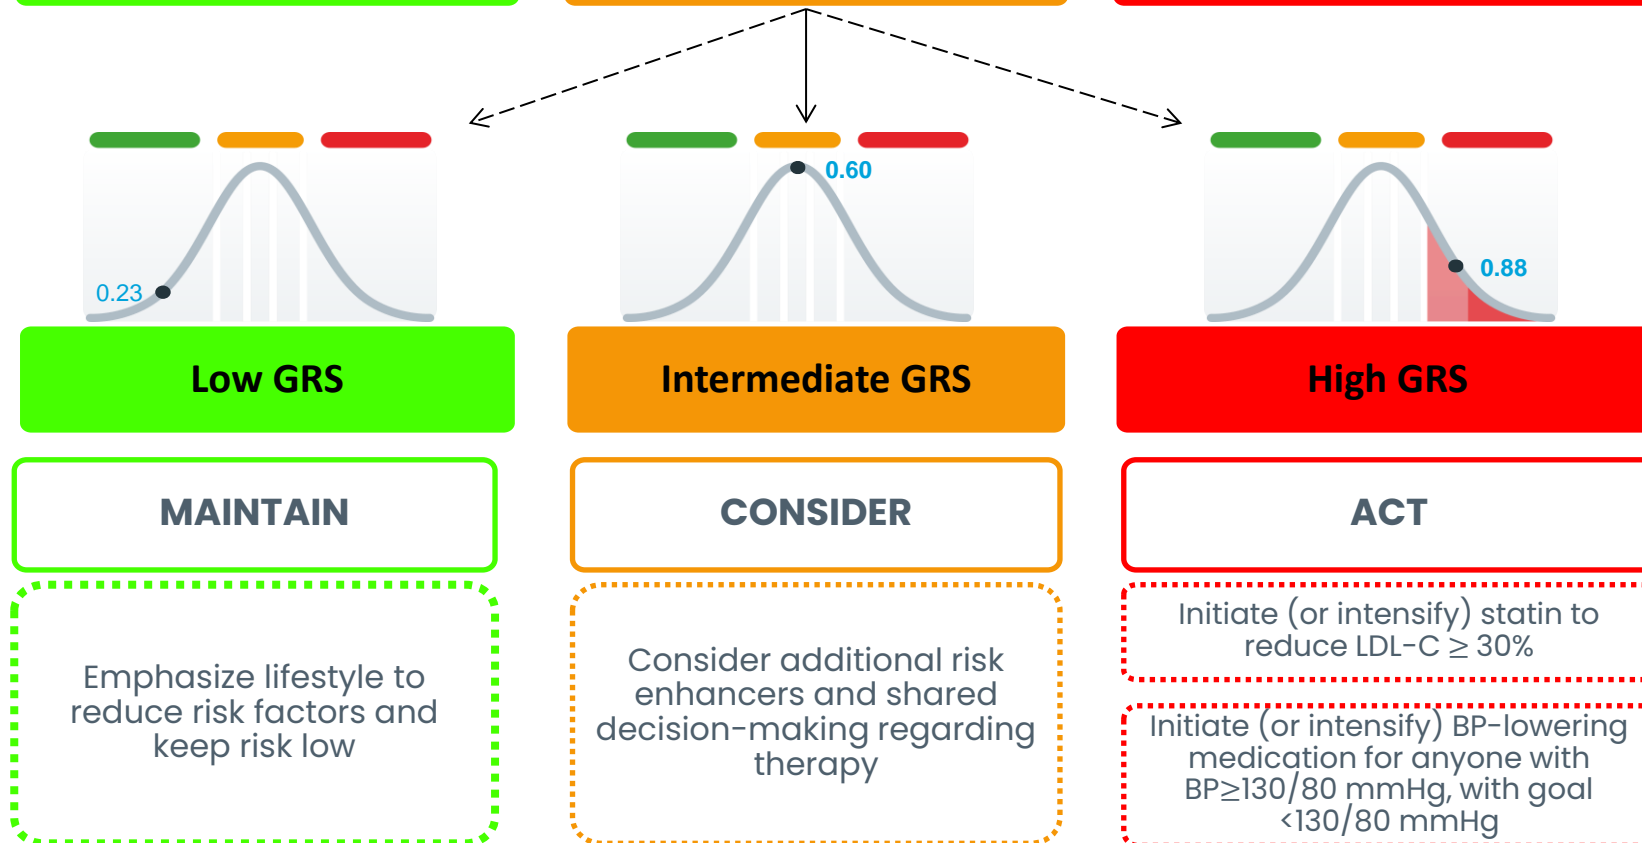 0.23
0.60
0.88
Low GRS
Intermediate GRS
High GRS
MAINTAIN
CONSIDER
ACT
Emphasize lifestyle to
reduce risk factors and
keep risk low
Consider additional risk
enhancers and shared
decision-making regarding
therapy
Initiate (or intensify) statin to
reduce LDL-C ≥ 30%
Initiate (or intensify) BP-lowering
medication for anyone with
BP≥130/80 mmHg, with goal
<130/80 mmHg